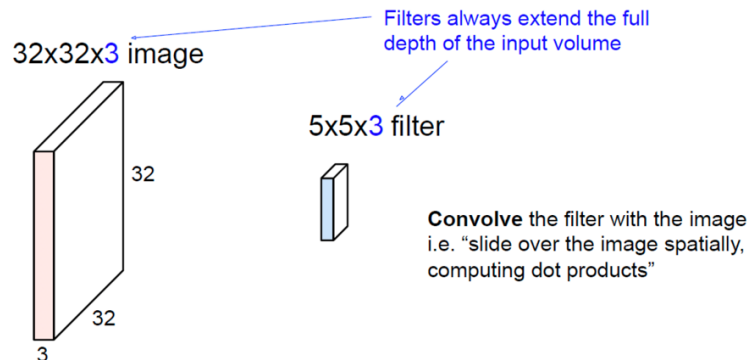 Filters always extend the full
depth of the input volume
32x32x3 image
5x5x3 filter
32
Convolve the filter with the image
i.e. “slide over the image spatially,
computing dot products”
32
3